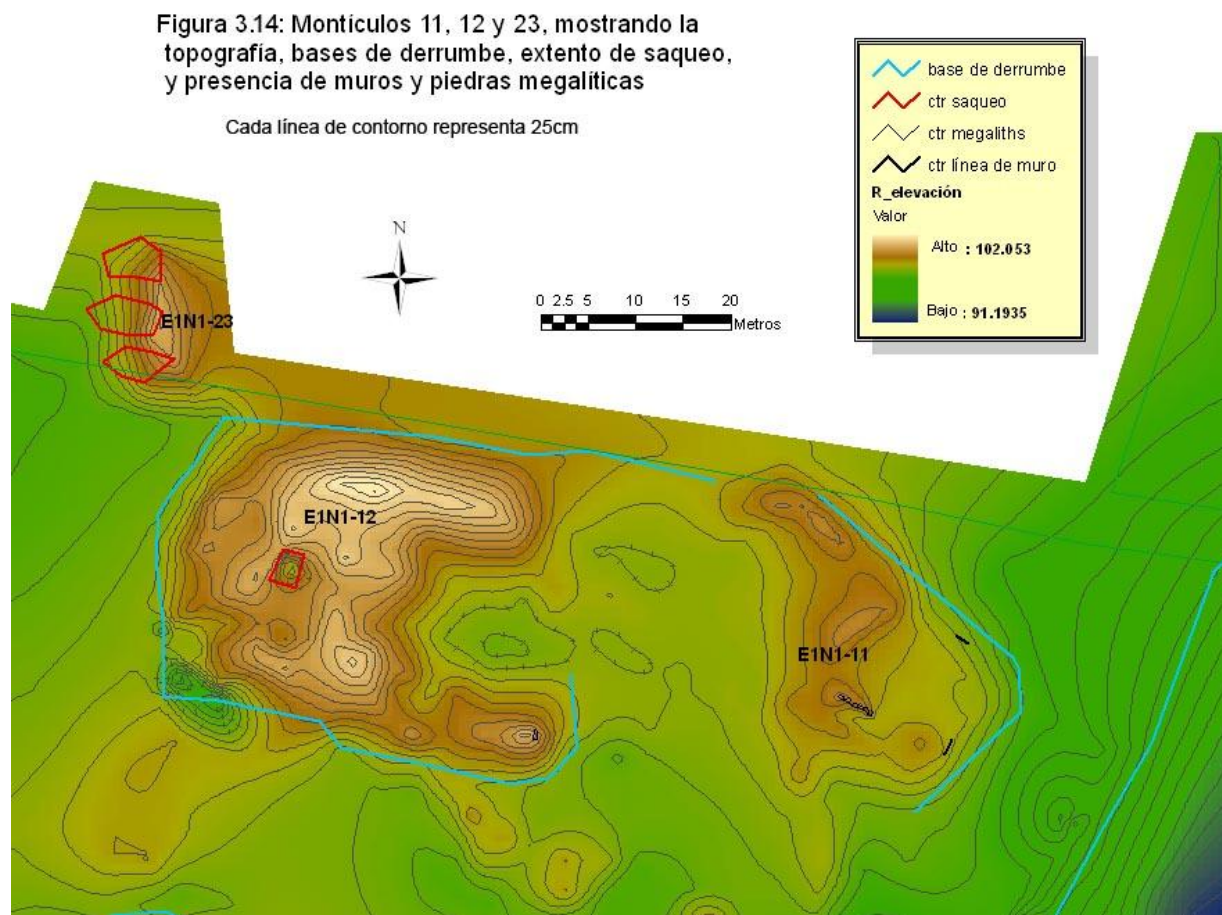 Figura 3.14: Montículos 11, 12 y 23, mostrando la
topografía, bases de derrumbe, extento de saqueo,
y presencia de muros y piedras megalíticas
Cada línea de contorno representa 25cm
base de derrumbe
ctr saqueo
ctr megaliths
ctr línea de muro
R_elevación
Valor
Alto : 102.053
Bajo : 91.1935
N
0 2.5 5 10 15 20
Metros
E1N1-23
E1N1-12
E1N1-11